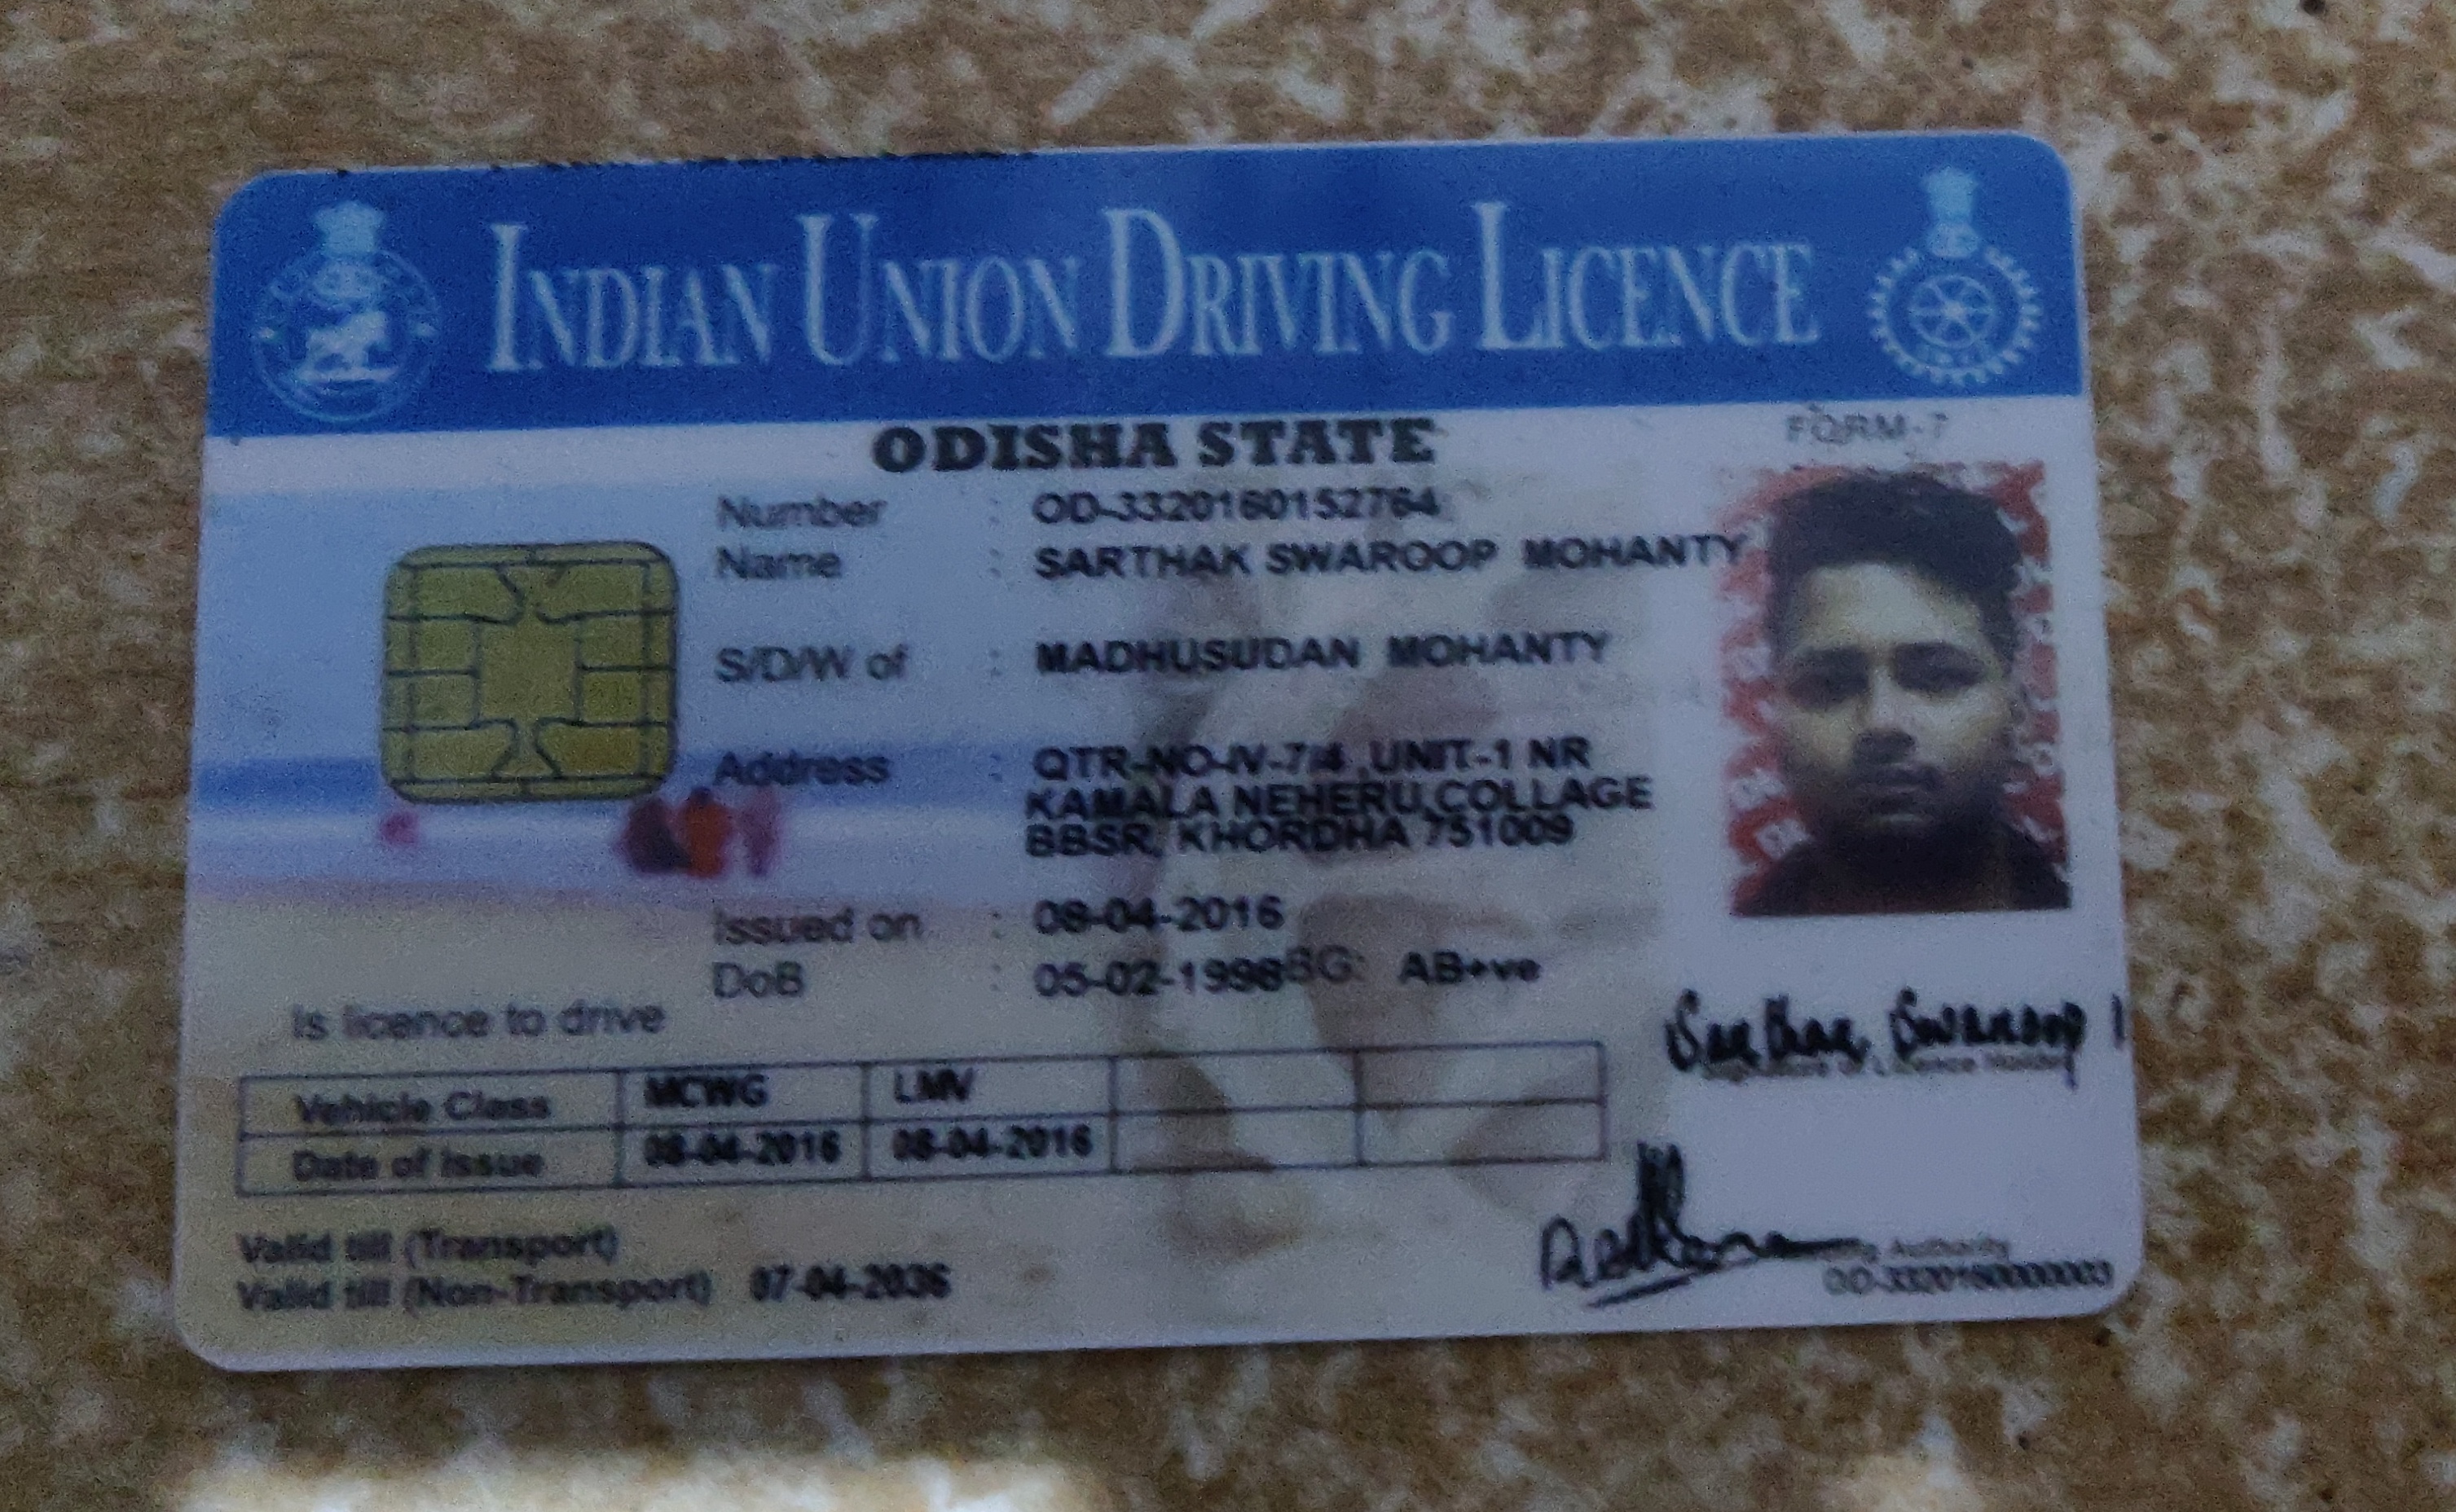 INDIAN UNION DRIVING LICENCE
ODISHA STATE
FORM-7
Number : OD-3320160152764
Name : SARTHAK SWAROOP MOHANTY
S/D/W of : MADHUSUDAN MOHANTY
Address : QTR-NO-IV-7/4 ,UNIT-1 NR
KAMALA NEHERU,COLLAGE
BBSR, KHORDHA 751009
Issued on : 08-04-2016
DoB : 05-02-1998 BG: AB+ve
Is licence to drive
Sarthak Swaroop
Signature of Licence Holder
Vehicle Class MCWG LMV
Date of Issue 08-04-2016 08-04-2016
Valid till (Transport)
Valid till (Non-Transport) 07-04-2036
Authority